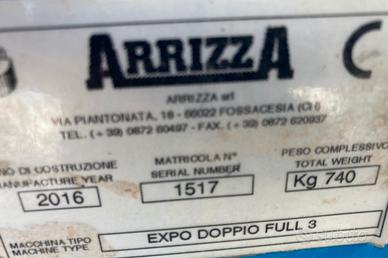 ARRIZZA
C
ARRIZZA srl
VIA PIANTONATA, 18 - 66022 FOSSACESIA (CH)
TEL. (+ 39) 0872 60497 - FAX. (+ 39) 0872 620937
NO DI COSTRUZIONE
MANUFACTURE YEAR
2016
MATRICOLA N°
SERIAL NUMBER
1517
PESO COMPLESSIVO
TOTAL WEIGHT
Kg 740
MACCHINA TIPO
MACHINE TYPE
EXPO DOPPIO FULL 3